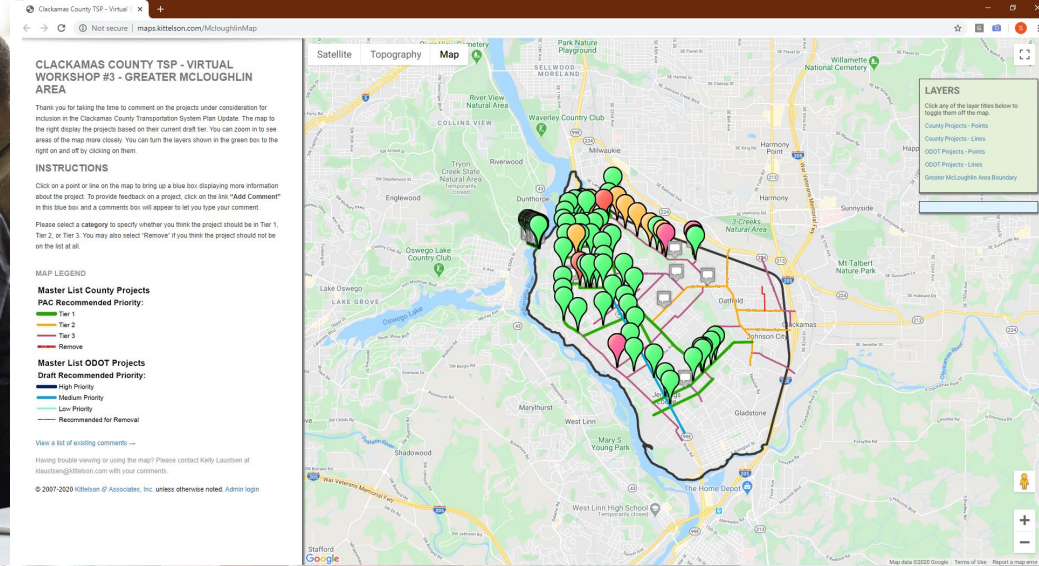 Clackamas County TSP - Virtual
Not secure | maps.kittelson.com/McloughlinMap
CLACKAMAS COUNTY TSP - VIRTUAL
WORKSHOP #3 - GREATER MCLOUGHLIN
AREA
Thank you for taking the time to comment on the projects under consideration for
inclusion in the Clackamas County Transportation System Plan Update. The map to
the right display the projects based on their current draft tier. You can zoom in to see
areas of the map more closely. You can turn the layers shown in the green box to the
right on and off by clicking on them.
INSTRUCTIONS
Click on a point or line on the map to bring up a blue box displaying more information
about the project. To provide feedback on a project, click on the link "Add Comment"
in this blue box and a comments box will appear to let you type your comment.
Please select a category to specify whether you think the project should be in Tier 1,
Tier 2, or Tier 3. You may also select "Remove" if you think the project should not be
on the list at all.
MAP LEGEND
Master List County Projects
PAC Recommended Priority:
Tier 1
Tier 2
Tier 3
Remove
Master List ODOT Projects
Draft Recommended Priority:
High Priority
Medium Priority
Low Priority
Recommended for Removal
View a list of existing comments →
Having trouble viewing or using the map? Please contact Kelly Laustsen at
klaustsen@kittelson.com with your comments.
© 2007-2020 Kittelson & Associates, Inc. unless otherwise noted. Admin login
Satellite
Topography
Map
Park Nature
Playground
SELLWOOD -
MORELAND
Willamette
National Cemetery
River View
Natural Area
COLLINS VIEW
Waverley Country Club
Milwaukie
Harmony
Point
Tryon
Creek State
Natural Area
Temporarily
closed
Riverwood
Dunthorpe
Harmony
Sunnyside
3-Creeks
Natural Area
Mt Talbert
Nature Park
Oswego Lake
Country Club
Lake Oswego
LAKE GROVE
Oswego Lake
Oatfield
Clackamas
Johnson City
Clackamas River
Marylhurst
West Linn
Gladstone
Mary S.
Young Park
Shadowood
War Veterans Memorial Fwy
The Home Depot
West Linn High School
Temporarily closed
Stafford
Google
LAYERS
Click any of the layer titles below to
toggle them off the map.
County Projects - Points
County Projects - Lines
ODOT Projects - Points
ODOT Projects - Lines
Greater McLoughlin Area Boundary
Map data ©2020 Google
Terms of Use
Report a map error